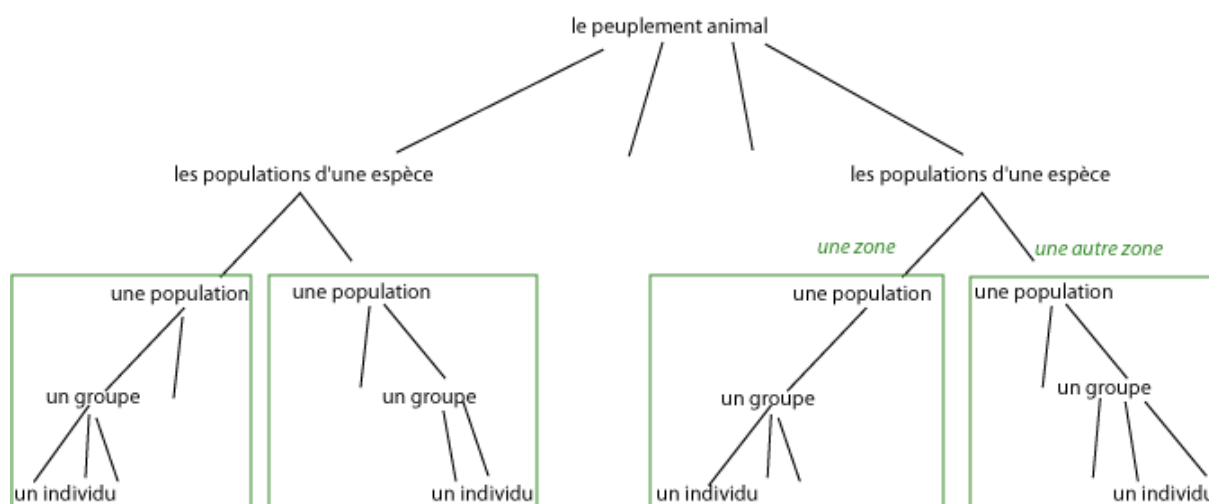 le peuplement animal
les populations d'une espèce
les populations d'une espèce
une zone
une autre zone
une population
une population
une population
une population
un groupe
un groupe
un groupe
un groupe
un individu
un individu
un individu
un individu